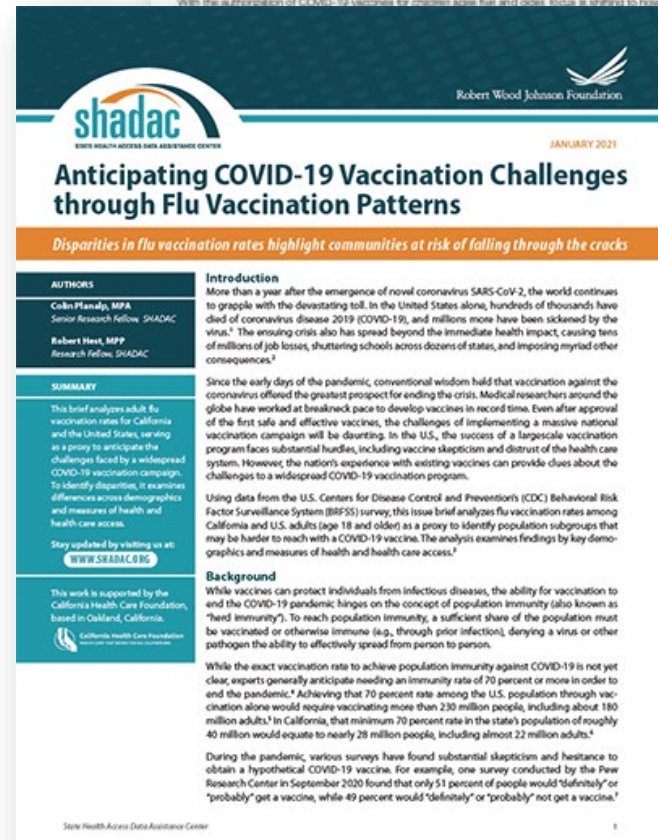 With the authorization of COVID-19 vaccines for children ages five and older, focus is shifting to how
shadac
STATE HEALTH ACCESS DATA ASSISTANCE CENTER
Robert Wood Johnson Foundation
JANUARY 2021
Anticipating COVID-19 Vaccination Challenges
through Flu Vaccination Patterns
Disparities in flu vaccination rates highlight communities at risk of falling through the cracks
AUTHORS
Colin Planalp, MPA
Senior Research Fellow, SHADAC
Robert Hest, MPP
Research Fellow, SHADAC
SUMMARY
This brief analyzes adult flu
vaccination rates for California
and the United States, serving
as a proxy to anticipate the
challenges faced by a widespread
COVID-19 vaccination campaign.
To identify disparities, it examines
differences across demographics
and measures of health and
health care access.
Stay updated by visiting us at:
WWW.SHADAC.ORG
This work is supported by the
California Health Care Foundation,
based in Oakland, California.
California Health Care Foundation
Introduction
More than a year after the emergence of novel coronavirus SARS-CoV-2, the world continues
to grapple with the devastating toll. In the United States alone, hundreds of thousands have
died of coronavirus disease 2019 (COVID-19), and millions more have been sickened by the
virus.¹ The ensuing crisis also has spread beyond the immediate health impact, causing tens
of millions of job losses, shuttering schools across dozens of states, and imposing myriad other
consequences.²
Since the early days of the pandemic, conventional wisdom held that vaccination against the
coronavirus offered the greatest prospect for ending the crisis. Medical researchers around the
globe have worked at breakneck pace to develop vaccines in record time. Even after approval
of the first safe and effective vaccines, the challenges of implementing a massive national
vaccination campaign will be daunting. In the U.S., the success of a largescale vaccination
program faces substantial hurdles, including vaccine skepticism and distrust of the health care
system. However, the nation's experience with existing vaccines can provide clues about the
challenges to a widespread COVID-19 vaccination program.
Using data from the U.S. Centers for Disease Control and Prevention's (CDC) Behavioral Risk
Factor Surveillance System (BRFSS) survey, this issue brief analyzes flu vaccination rates among
California and U.S. adults (age 18 and older) as a proxy to identify population subgroups that
may be harder to reach with a COVID-19 vaccine. The analysis examines findings by key demo-
graphics and measures of health and health care access.³
Background
While vaccines can protect individuals from infectious diseases, the ability for vaccination to
end the COVID-19 pandemic hinges on the concept of population immunity (also known as
"herd immunity"). To reach population immunity, a sufficient share of the population must
be vaccinated or otherwise immune (e.g., through prior infection), denying a virus or other
pathogen the ability to effectively spread from person to person.
While the exact vaccination rate to achieve population immunity against COVID-19 is not yet
clear, experts generally anticipate needing an immunity rate of 70 percent or more in order to
end the pandemic.⁴ Achieving that 70 percent rate among the U.S. population through vac-
cination alone would require vaccinating more than 230 million people, including about 180
million adults.⁵ In California, that minimum 70 percent rate in the state's population of roughly
40 million would equate to nearly 28 million people, including almost 22 million adults.⁶
During the pandemic, various surveys have found substantial skepticism and hesitance to
obtain a hypothetical COVID-19 vaccine. For example, one survey conducted by the Pew
Research Center in September 2020 found that only 51 percent of people would "definitely" or
"probably" get a vaccine, while 49 percent would "definitely" or "probably" not get a vaccine.⁷
State Health Access Data Assistance Center
1